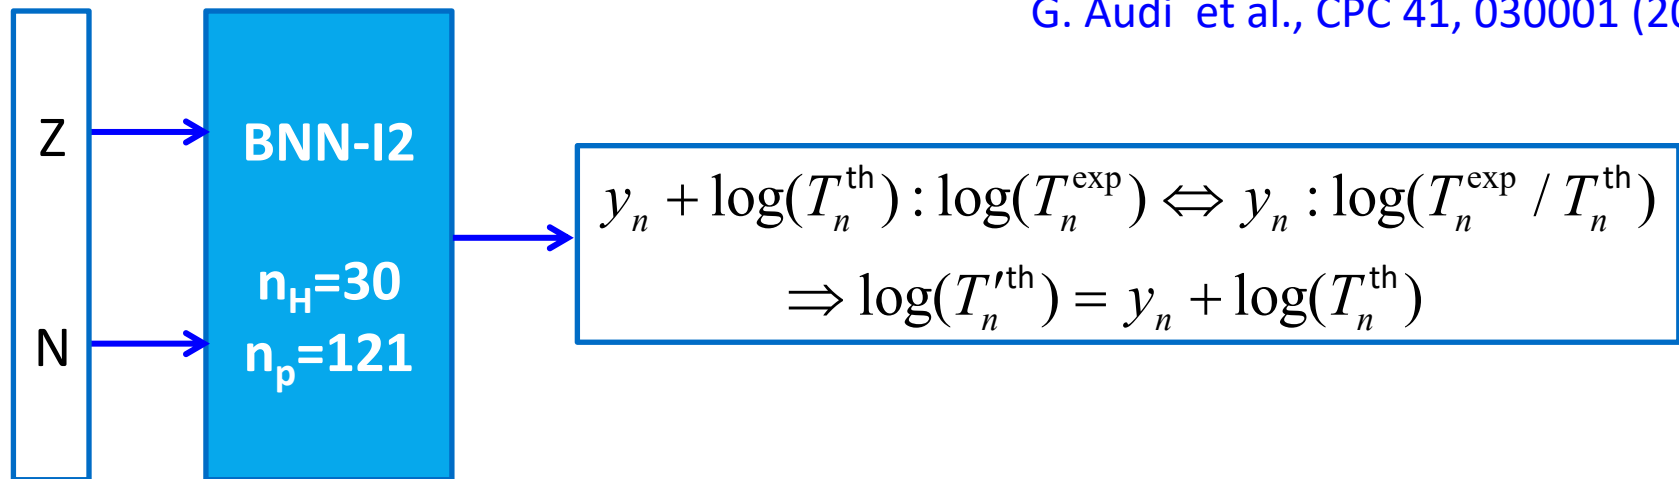 G. Audi et al., CPC 41, 030001 (20
Z
N
BNN-I2
n_H=30
n_p=121
y_n + log(T_n^th) : log(T_n^exp) ⇔ y_n : log(T_n^exp / T_n^th)
⇒ log(T'_n^th) = y_n + log(T_n^th)